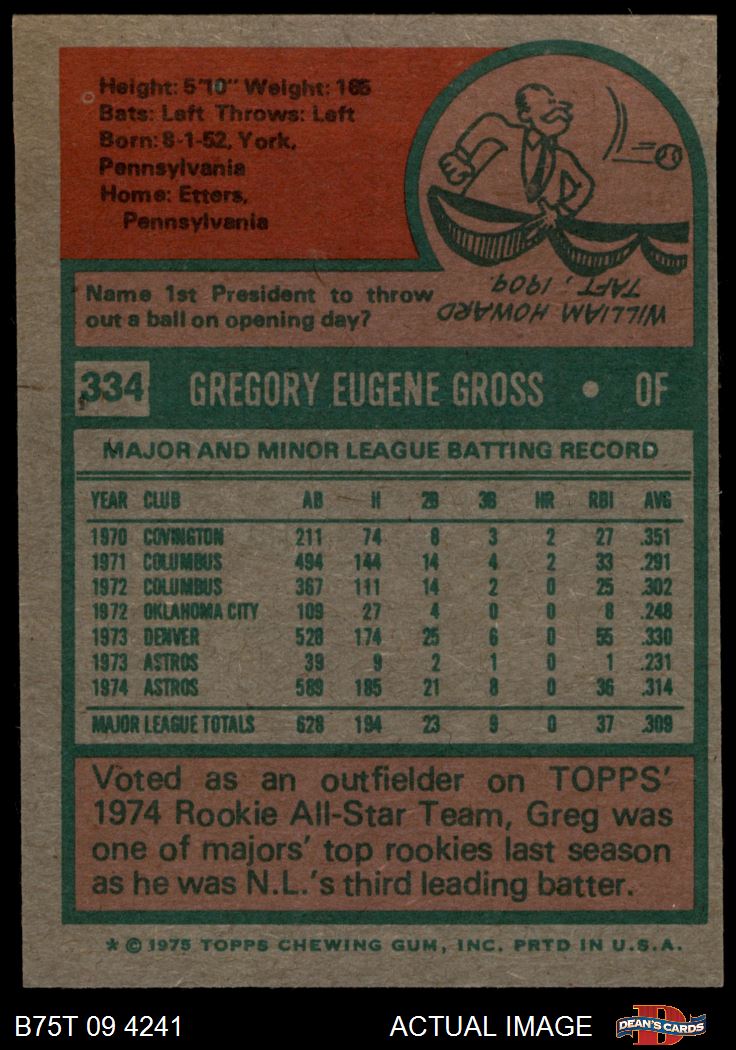 Height: 5'10" Weight: 165
Bats: Left Throws: Left
Born: 8-1-52, York,
Pennsylvania
Home: Etters,
Pennsylvania
Name 1st President to throw
out a ball on opening day?
WILLIAM HOWARD
TAFT, 1909.
334 GREGORY EUGENE GROSS • OF
MAJOR AND MINOR LEAGUE BATTING RECORD
YEAR CLUB AB H 2B 3B HR RBI AVG
1970 COVINGTON 211 74 8 3 2 27 .351
1971 COLUMBUS 494 144 14 4 2 33 .291
1972 COLUMBUS 367 111 14 2 0 25 .302
1972 OKLAHOMA CITY 109 27 4 0 0 8 .248
1973 DENVER 528 174 25 6 0 55 .330
1973 ASTROS 39 9 2 1 0 1 .231
1974 ASTROS 589 185 21 8 0 36 .314
MAJOR LEAGUE TOTALS 628 194 23 9 0 37 .309
Voted as an outfielder on TOPPS'
1974 Rookie All-Star Team, Greg was
one of majors' top rookies last season
as he was N.L.'s third leading batter.
* © 1975 TOPPS CHEWING GUM, INC. PRTD IN U.S.A.
B75T 09 4241 ACTUAL IMAGE D DEAN'S CARDS